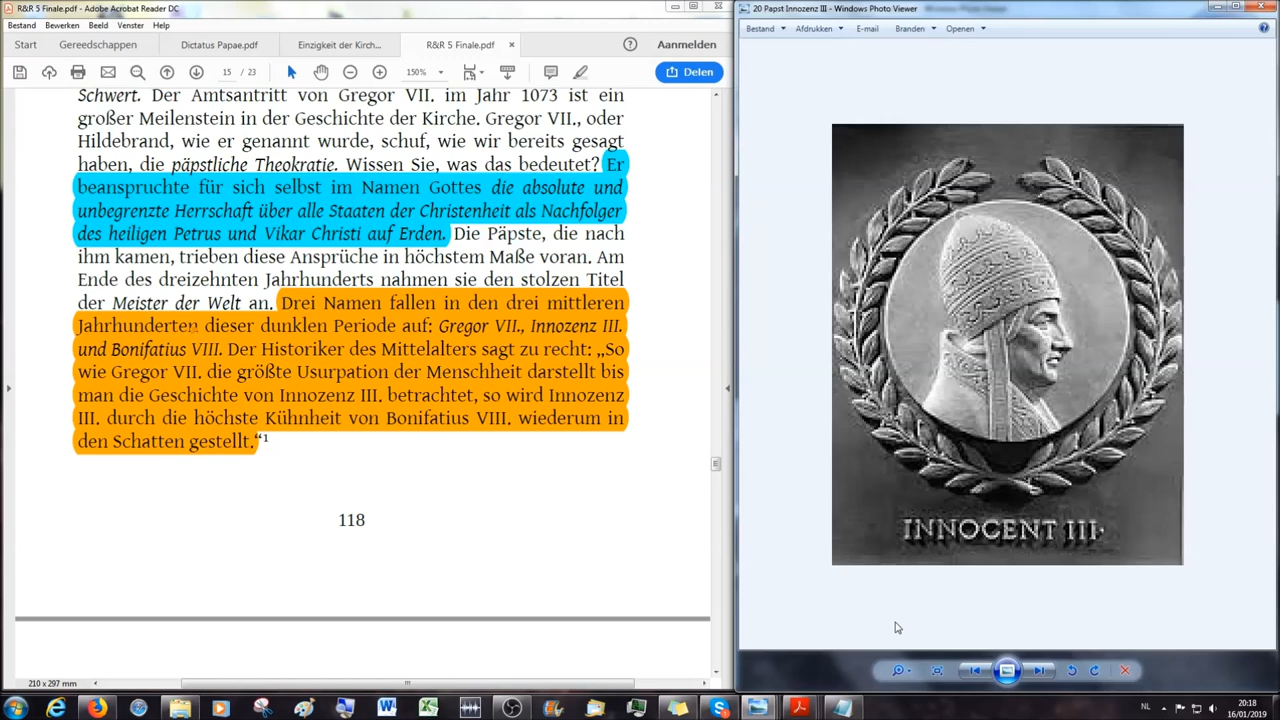 R&R 5 Finale.pdf - Adobe Acrobat Reader DC
Bestand Bewerken Beeld Venster Help
Start Gereedschappen Dictatus Papae.pdf Einzigkeit der Kirch... R&R 5 Finale.pdf × Aanmelden
15 / 23 150% Delen
Schwert. Der Amtsantritt von Gregor VII. im Jahr 1073 ist ein
großer Meilenstein in der Geschichte der Kirche. Gregor VII., oder
Hildebrand, wie er genannt wurde, schuf, wie wir bereits gesagt
haben, die päpstliche Theokratie. Wissen Sie, was das bedeutet? Er
beanspruchte für sich selbst im Namen Gottes die absolute und
unbegrenzte Herrschaft über alle Staaten der Christenheit als Nachfolger
des heiligen Petrus und Vikar Christi auf Erden. Die Päpste, die nach
ihm kamen, trieben diese Ansprüche in höchstem Maße voran. Am
Ende des dreizehnten Jahrhunderts nahmen sie den stolzen Titel
der Meister der Welt an. Drei Namen fallen in den drei mittleren
Jahrhunderten dieser dunklen Periode auf: Gregor VII., Innozenz III.
und Bonifatius VIII. Der Historiker des Mittelalters sagt zu recht: „So
wie Gregor VII. die größte Usurpation der Menschheit darstellt bis
man die Geschichte von Innozenz III. betrachtet, so wird Innozenz
III. durch die höchste Kühnheit von Bonifatius VIII. wiederum in
den Schatten gestellt.“¹
118
210 x 297 mm
20 Papst Innozenz III - Windows Photo Viewer
Bestand Afdrukken E-mail Branden Openen
INNOCENT III·
NL 20:18
16/01/2019